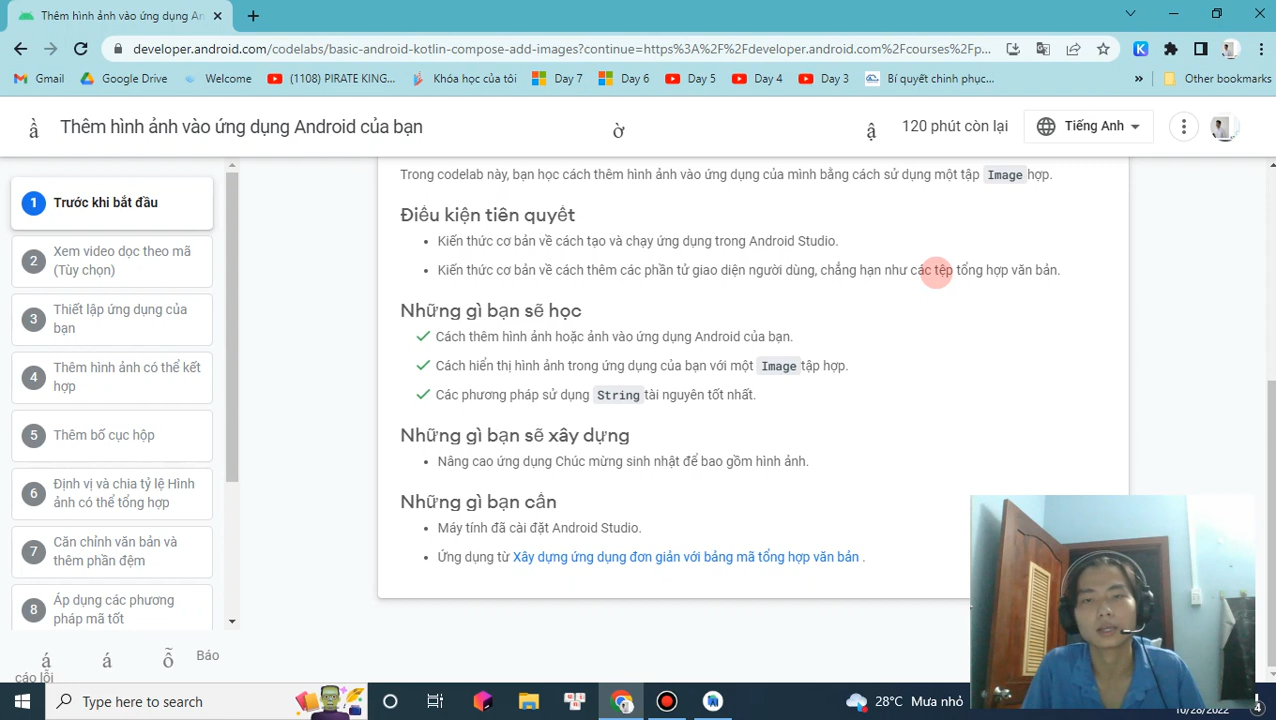 Thêm hình ảnh vào ứng dụng An
developer.android.com/codelabs/basic-android-kotlin-compose-add-images?continue=https%3A%2F%2Fdeveloper.android.com%2Fcourses%2Fp...
Gmail
Google Drive
Welcome
(1108) PIRATE KING...
Khóa học của tôi
Day 7
Day 6
Day 5
Day 4
Day 3
Bí quyết chinh phục...
»
Other bookmarks
Thêm hình ảnh vào ứng dụng Android của bạn
120 phút còn lại
Tiếng Anh
1 Trước khi bắt đầu
2 Xem video dọc theo mã
(Tùy chọn)
3 Thiết lập ứng dụng của
bạn
4 Thêm hình ảnh có thể kết
hợp
5 Thêm bố cục hộp
6 Định vị và chia tỷ lệ Hình
ảnh có thể tổng hợp
7 Căn chỉnh văn bản và
thêm phần đệm
8 Áp dụng các phương
pháp mã tốt
Báo
cáo lỗi
Trong codelab này, bạn học cách thêm hình ảnh vào ứng dụng của mình bằng cách sử dụng một tập Image hợp.
Điều kiện tiên quyết
• Kiến thức cơ bản về cách tạo và chạy ứng dụng trong Android Studio.
• Kiến thức cơ bản về cách thêm các phần tử giao diện người dùng, chẳng hạn như các tệp tổng hợp văn bản.
Những gì bạn sẽ học
Cách thêm hình ảnh hoặc ảnh vào ứng dụng Android của bạn.
Cách hiển thị hình ảnh trong ứng dụng của bạn với một Image tập hợp.
Các phương pháp sử dụng String tài nguyên tốt nhất.
Những gì bạn sẽ xây dựng
• Nâng cao ứng dụng Chúc mừng sinh nhật để bao gồm hình ảnh.
Những gì bạn cần
• Máy tính đã cài đặt Android Studio.
• Ứng dụng từ Xây dựng ứng dụng đơn giản với bảng mã tổng hợp văn bản .
Type here to search
28°C Mưa nhỏ
10/28/2022
4